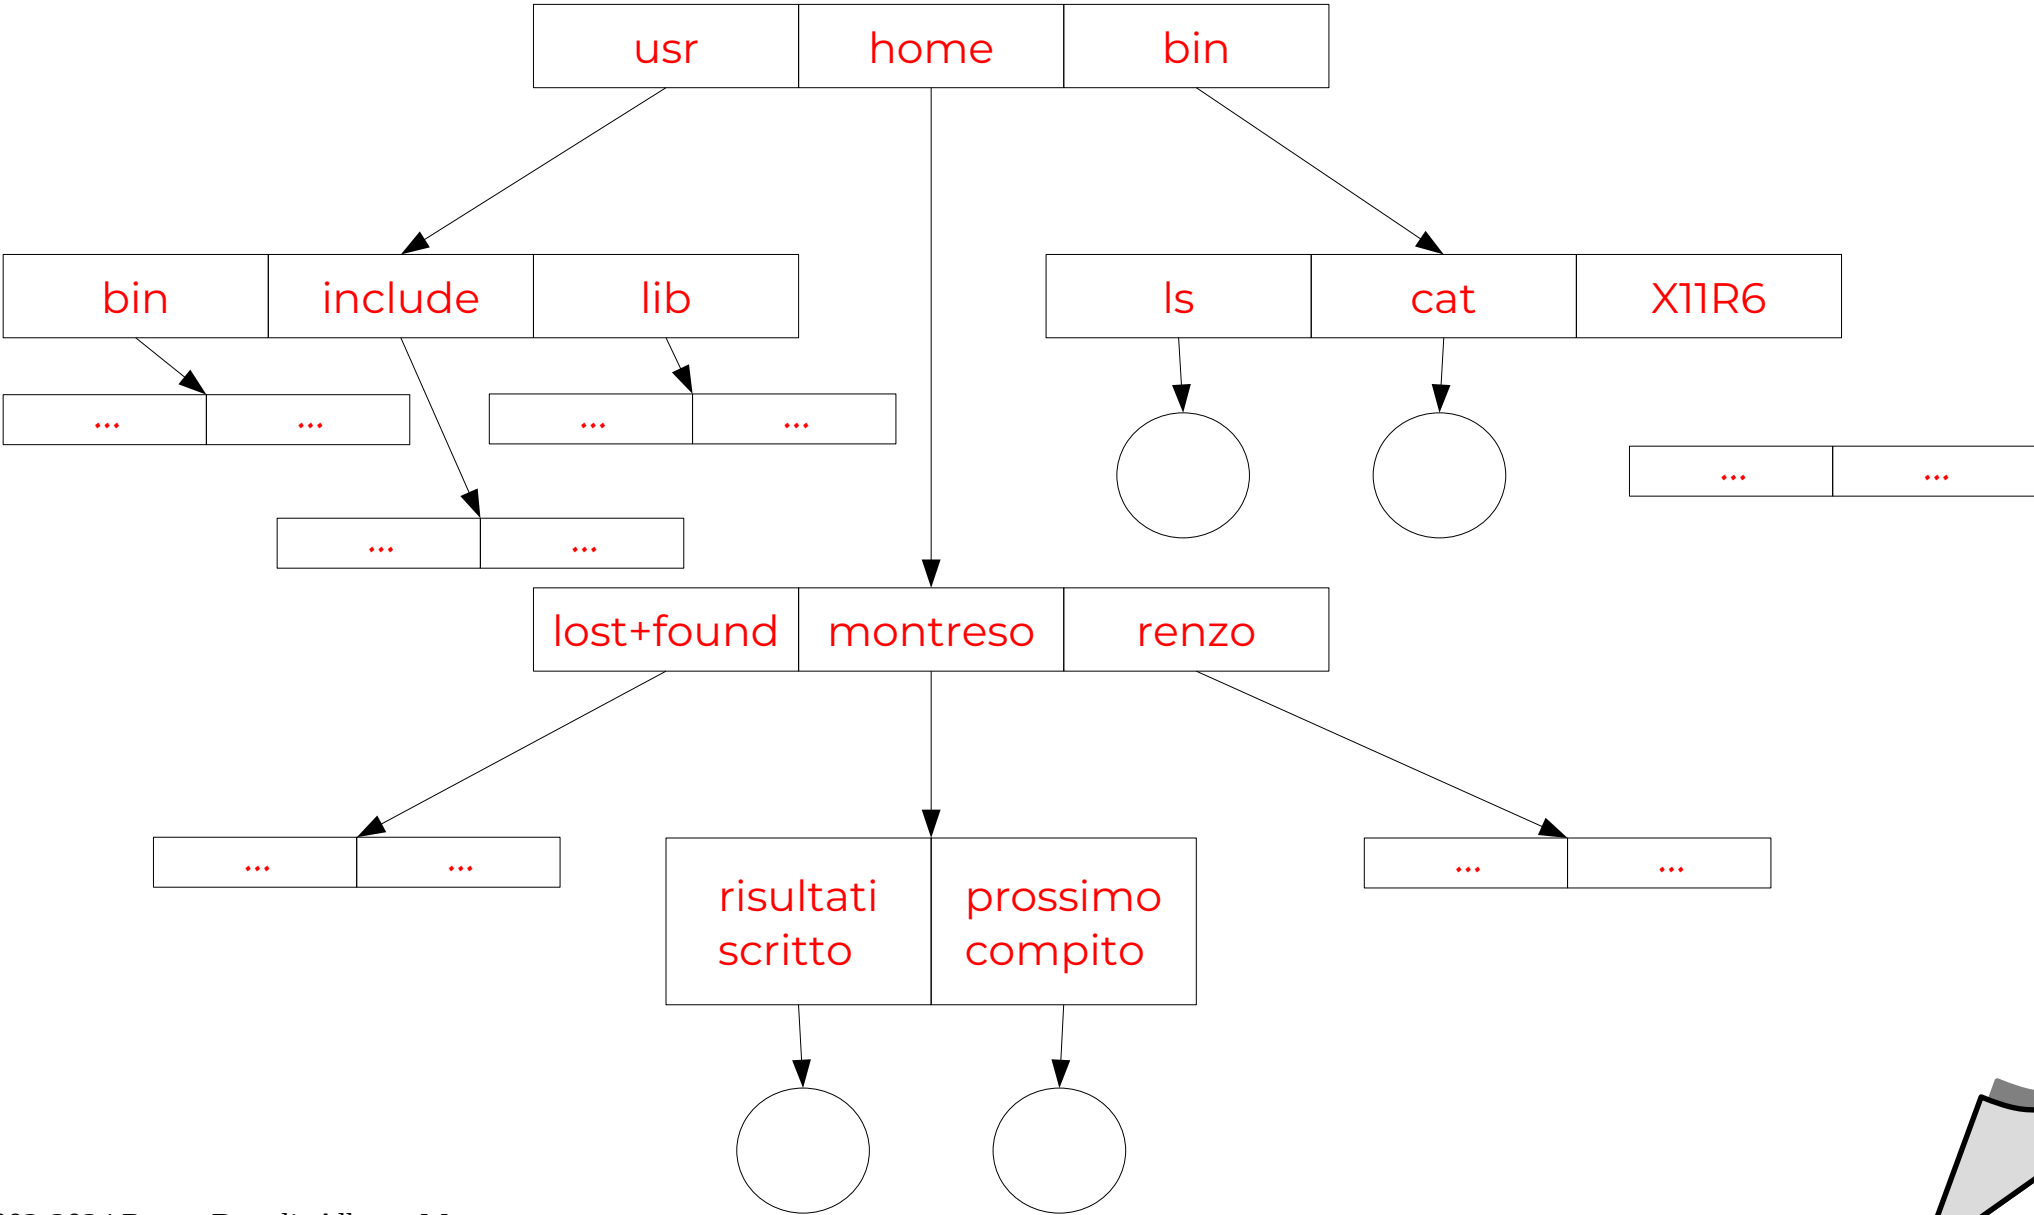 usr home bin
bin include lib
ls cat X11R6
... ... ... ...
... ...
... ...
lost+found montreso renzo
... ...
risultati
scritto
prossimo
compito
... ...